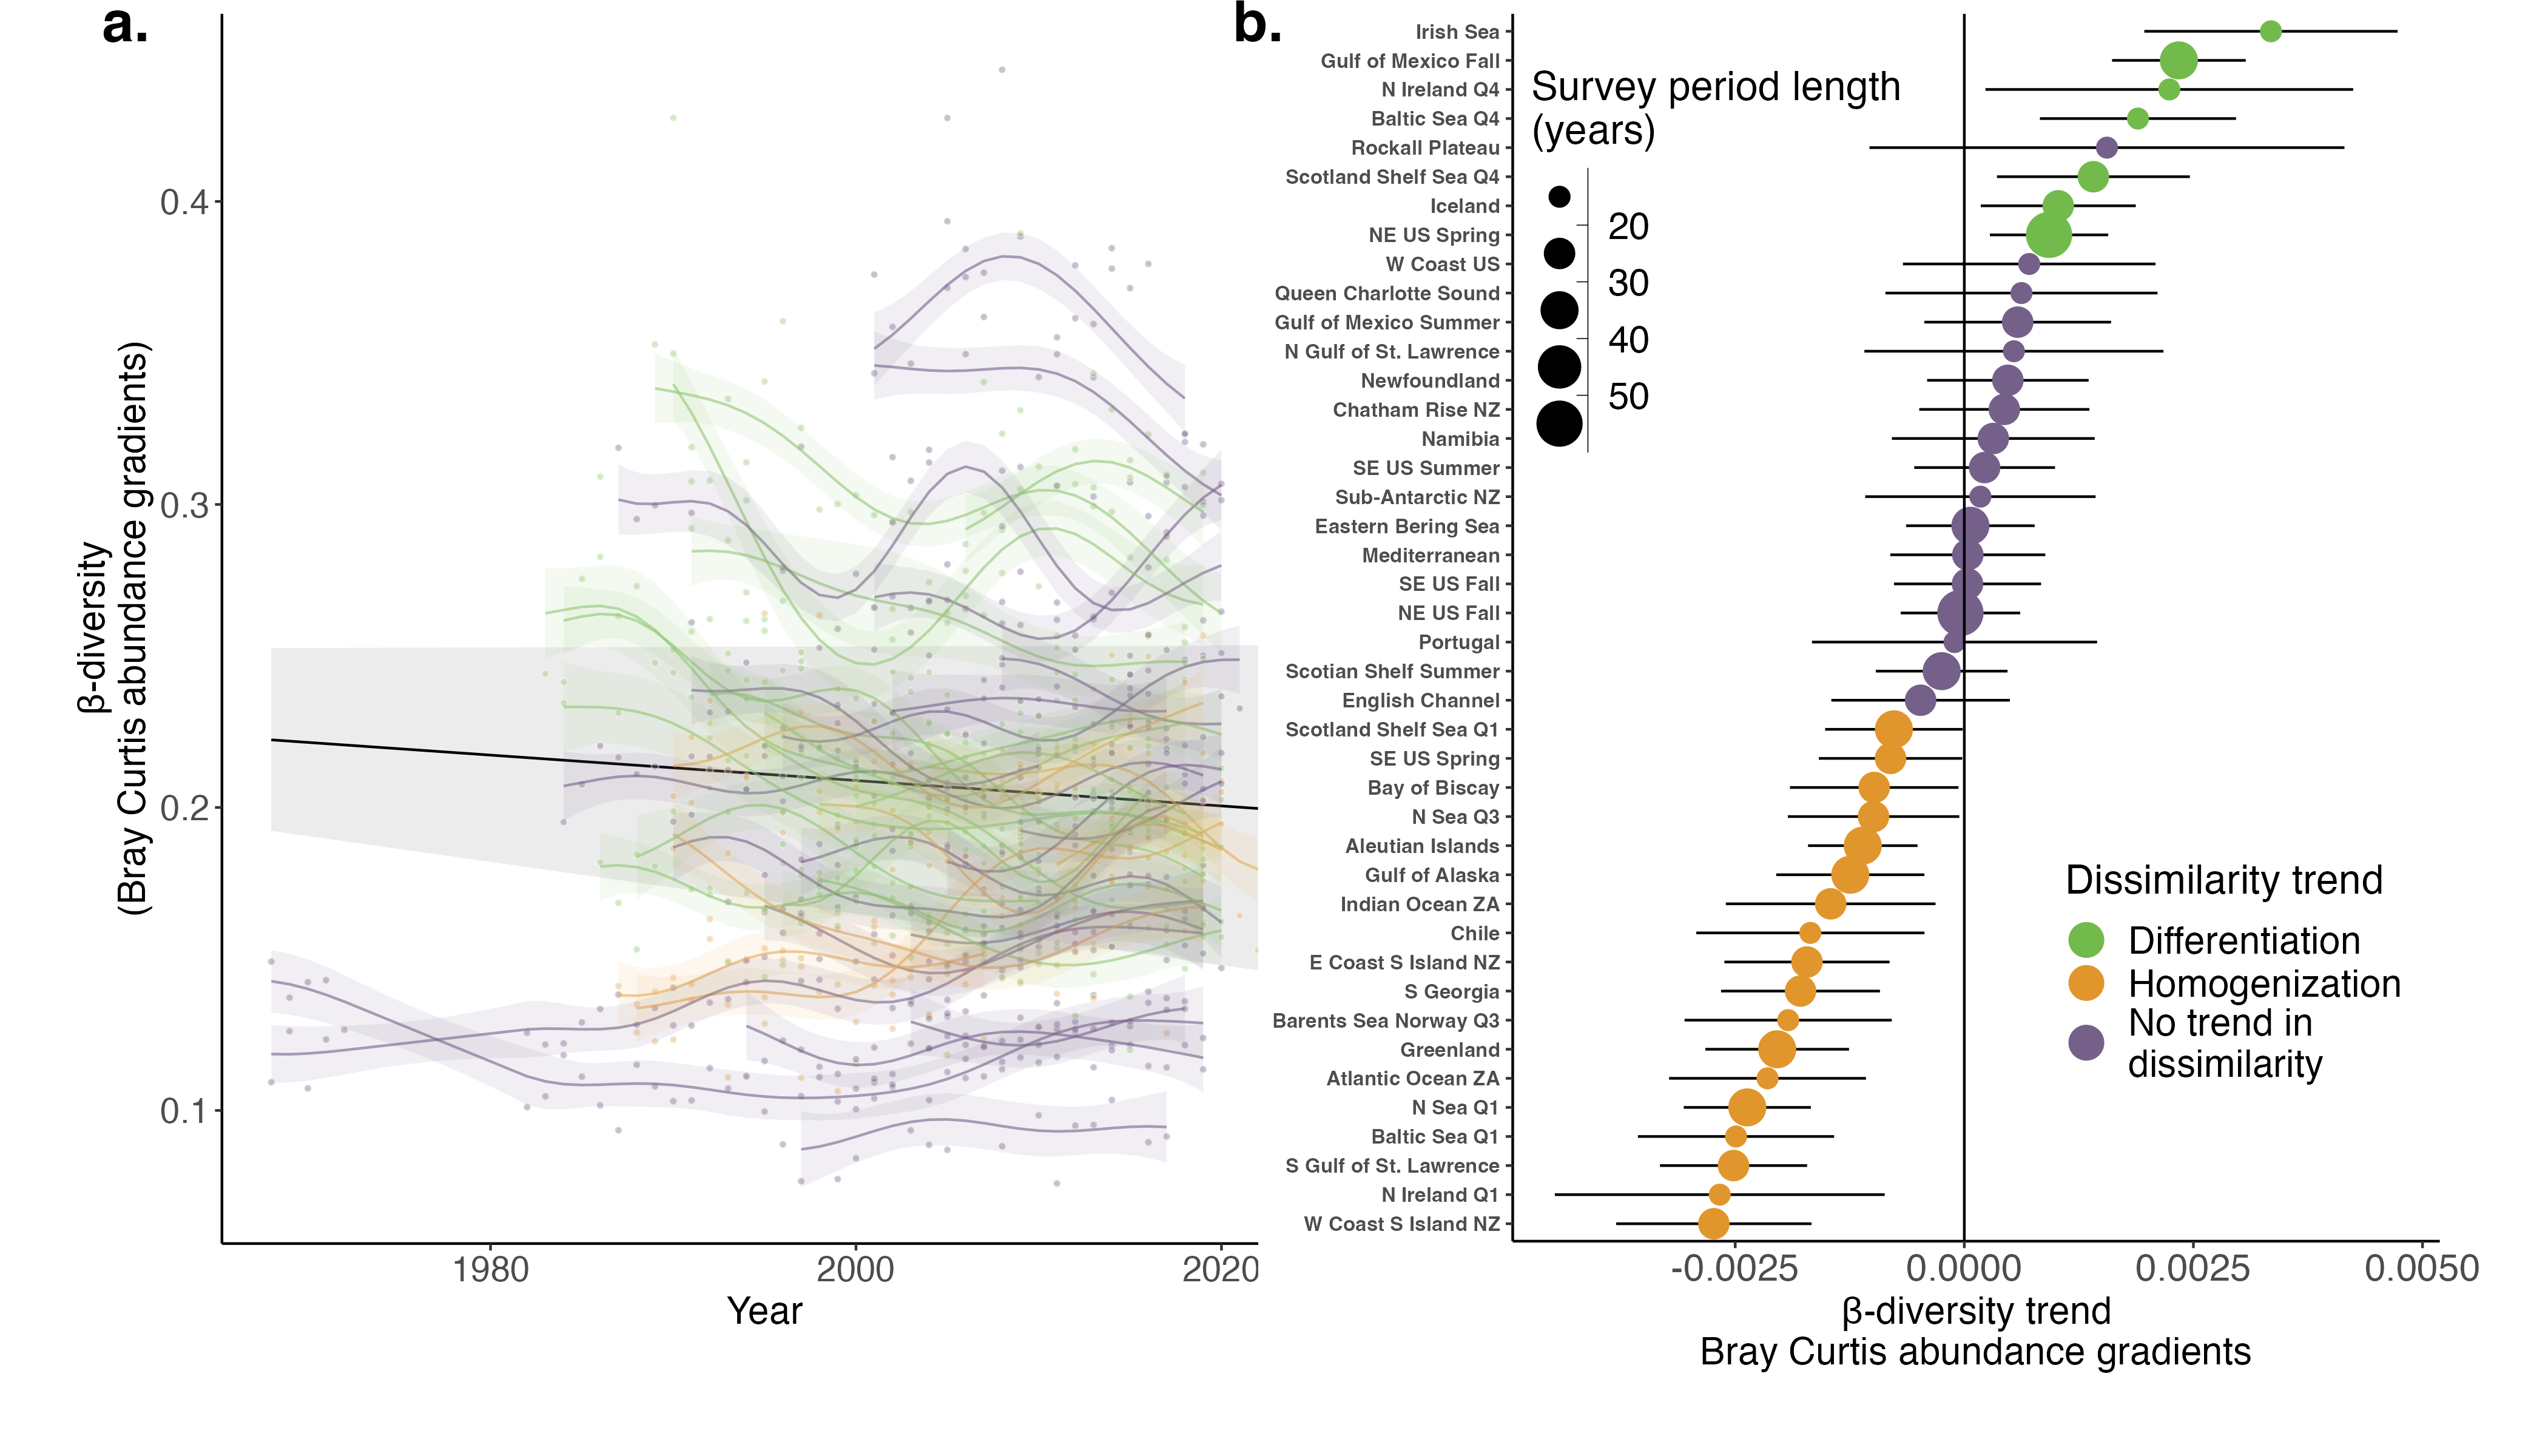 a.
β-diversity
(Bray Curtis abundance gradients)
0.4
0.3
0.2
0.1
1980
2000
2020
Year
b.
Irish Sea
Gulf of Mexico Fall
N Ireland Q4
Baltic Sea Q4
Rockall Plateau
Scotland Shelf Sea Q4
Iceland
NE US Spring
W Coast US
Queen Charlotte Sound
Gulf of Mexico Summer
N Gulf of St. Lawrence
Newfoundland
Chatham Rise NZ
Namibia
SE US Summer
Sub-Antarctic NZ
Eastern Bering Sea
Mediterranean
SE US Fall
NE US Fall
Portugal
Scotian Shelf Summer
English Channel
Scotland Shelf Sea Q1
SE US Spring
Bay of Biscay
N Sea Q3
Aleutian Islands
Gulf of Alaska
Indian Ocean ZA
Chile
E Coast S Island NZ
S Georgia
Barents Sea Norway Q3
Greenland
Atlantic Ocean ZA
N Sea Q1
Baltic Sea Q1
S Gulf of St. Lawrence
N Ireland Q1
W Coast S Island NZ
Survey period length
(years)
20
30
40
50
Dissimilarity trend
Differentiation
Homogenization
No trend in
dissimilarity
-0.0025
0.0000
0.0025
0.0050
β-diversity trend
Bray Curtis abundance gradients